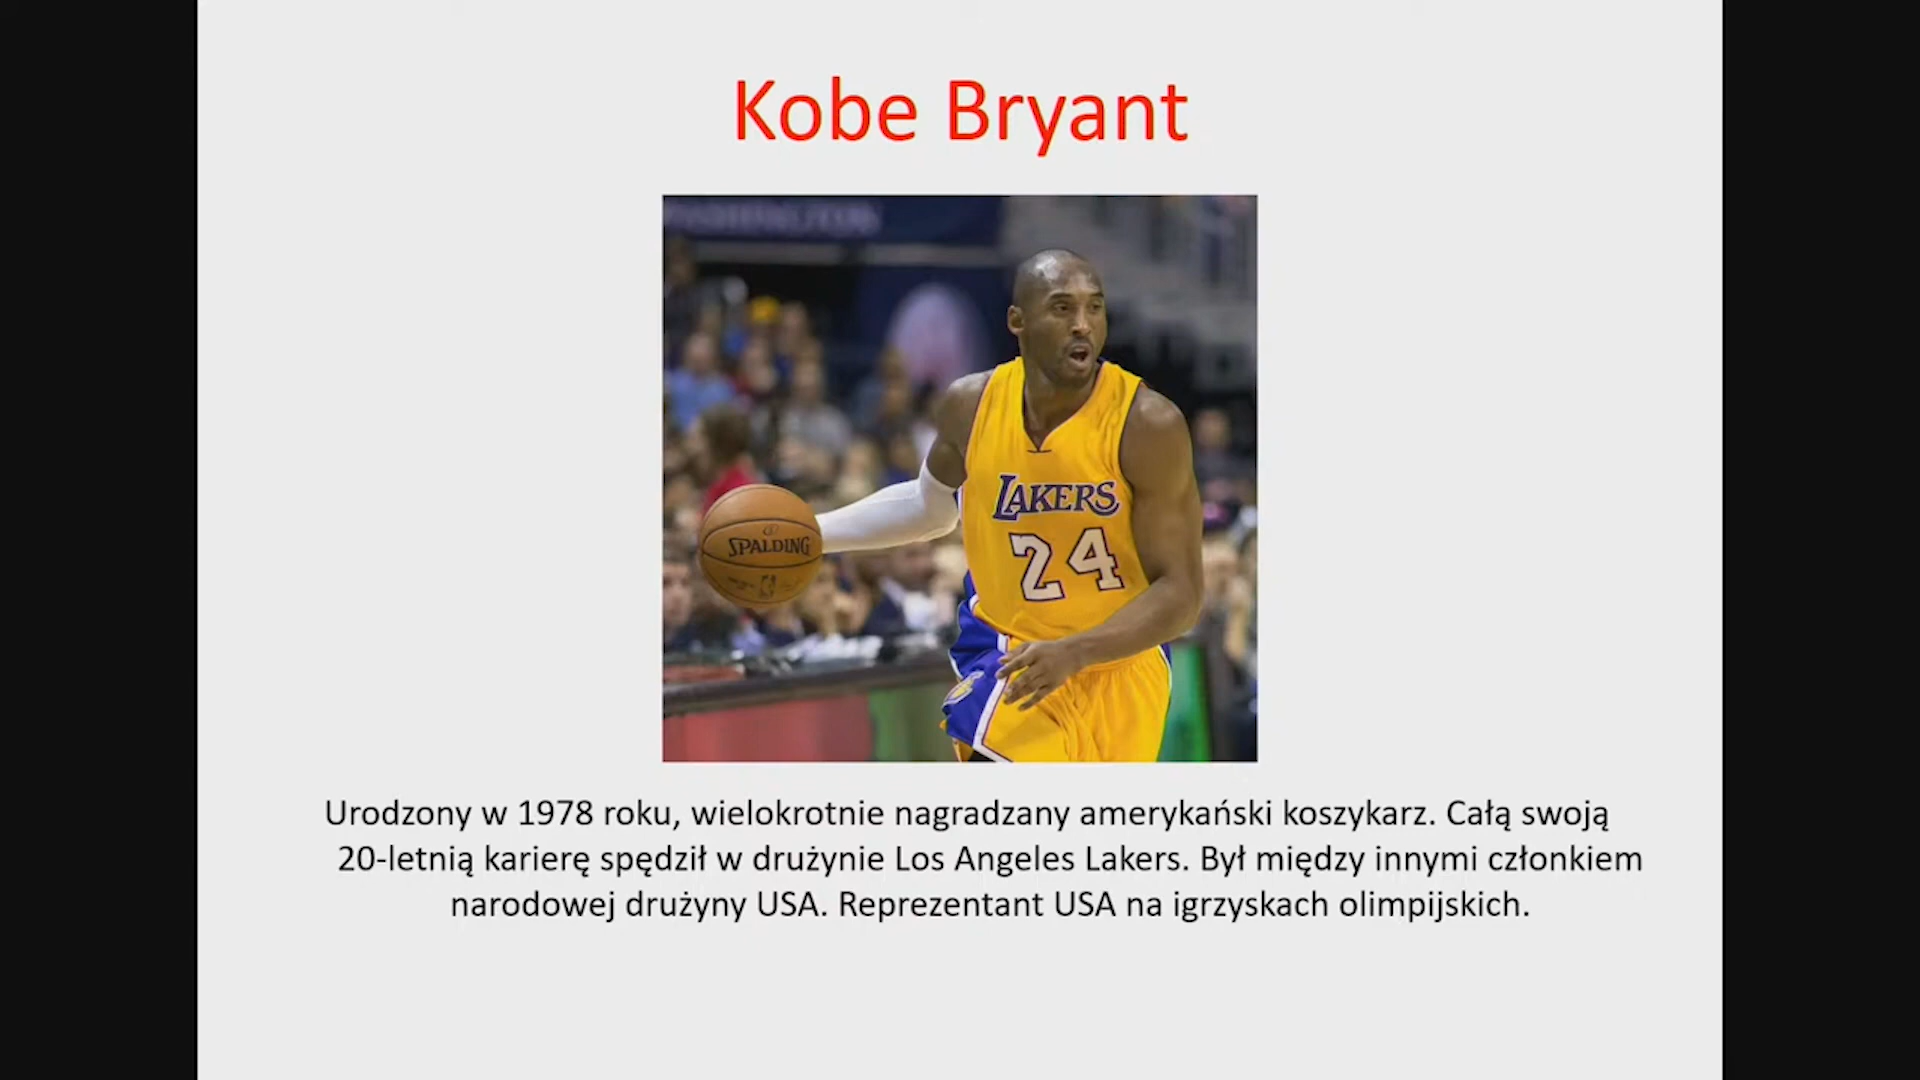 Kobe Bryant
SPALDING
LAKERS
24
Urodzony w 1978 roku, wielokrotnie nagradzany amerykański koszykarz. Całą swoją
20-letnią karierę spędził w drużynie Los Angeles Lakers. Był między innymi członkiem
narodowej drużyny USA. Reprezentant USA na igrzyskach olimpijskich.